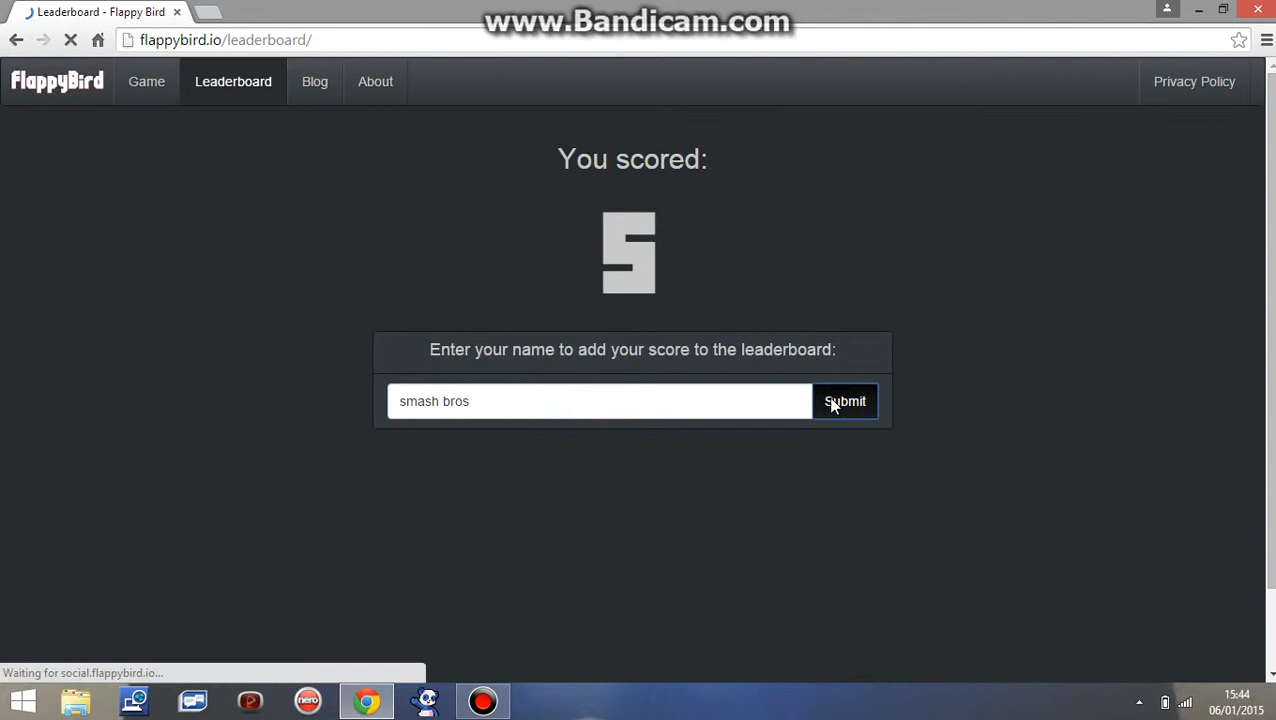 Leaderboard - Flappy Bird
www.Bandicam.com
flappybird.io/leaderboard/
FlappyBird Game Leaderboard Blog About Privacy Policy
You scored:
5
Enter your name to add your score to the leaderboard:
smash bros Submit
Waiting for social.flappybird.io...
nero
15:44
06/01/2015